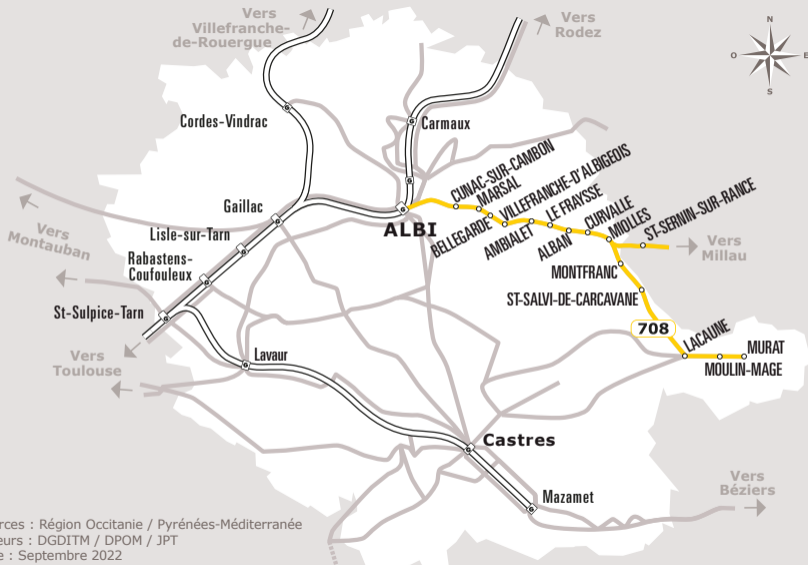 Vers
Villefranche-
de-Rouergue
Vers
Rodez
N
O
E
S
Cordes-Vindrac
Carmaux
Gaillac
ALBI
CUNAC-SUR-CAMBON
MARSAL
BELLEGARDE
VILLEFRANCHE-D'ALBIGEOIS
AMBIALET
LE FRAYSSE
ALBAN
CURVALLE
MIOLLES
ST-SERNIN-SUR-RANCE
Vers
Millau
Vers
Montauban
Lisle-sur-Tarn
Rabastens-
Coufouleux
St-Sulpice-Tarn
MONTFRANC
ST-SALVI-DE-CARCAVANE
708
LACAUNE
MURAT
MOULIN-MAGE
Vers
Toulouse
Lavaur
Castres
Mazamet
Vers
Béziers
rces : Région Occitanie / Pyrénées-Méditerranée
eurs : DGDITM / DPOM / JPT
e : Septembre 2022